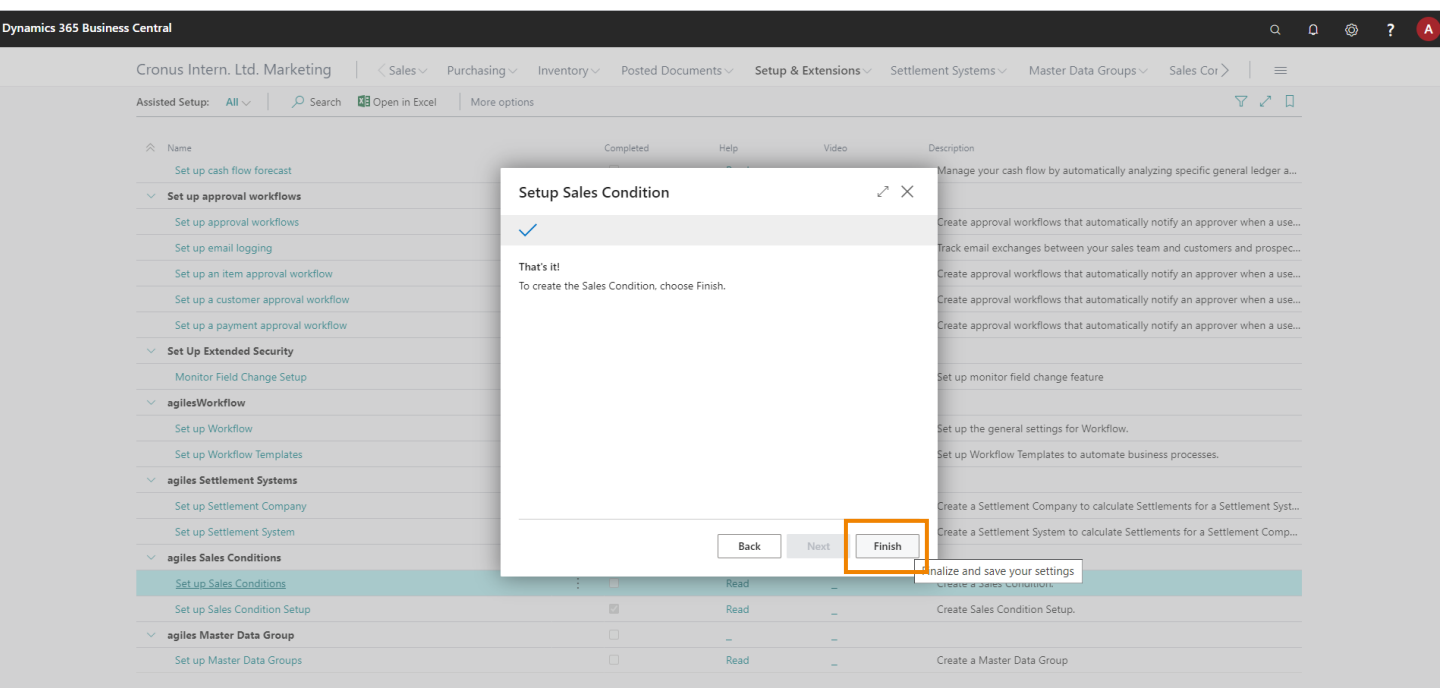 Dynamics 365 Business Central
?
A
Cronus Intern. Ltd. Marketing
Sales
Purchasing
Inventory
Posted Documents
Setup & Extensions
Settlement Systems
Master Data Groups
Sales Cor
Assisted Setup: All
Search
Open in Excel
More options
Name
Completed
Help
Video
Description
Set up cash flow forecast
Manage your cash flow by automatically analyzing specific general ledger a...
Set up approval workflows
Set up approval workflows
Create approval workflows that automatically notify an approver when a use...
Set up email logging
Track email exchanges between your sales team and customers and prospec...
Set up an item approval workflow
Create approval workflows that automatically notify an approver when a use...
Set up a customer approval workflow
Create approval workflows that automatically notify an approver when a use...
Set up a payment approval workflow
Create approval workflows that automatically notify an approver when a use...
Set Up Extended Security
Monitor Field Change Setup
Set up monitor field change feature
agilesWorkflow
Set up Workflow
Set up the general settings for Workflow.
Set up Workflow Templates
Set up Workflow Templates to automate business processes.
agiles Settlement Systems
Set up Settlement Company
Create a Settlement Company to calculate Settlements for a Settlement Syst...
Set up Settlement System
Create a Settlement System to calculate Settlements for a Settlement Comp...
agiles Sales Conditions
Set up Sales Conditions
Read
_
Create a Sales Condition.
Set up Sales Condition Setup
Read
_
Create Sales Condition Setup.
agiles Master Data Group
_
_
Set up Master Data Groups
Read
_
Create a Master Data Group
Setup Sales Condition
That's it!
To create the Sales Condition, choose Finish.
Back
Next
Finish
Finalize and save your settings